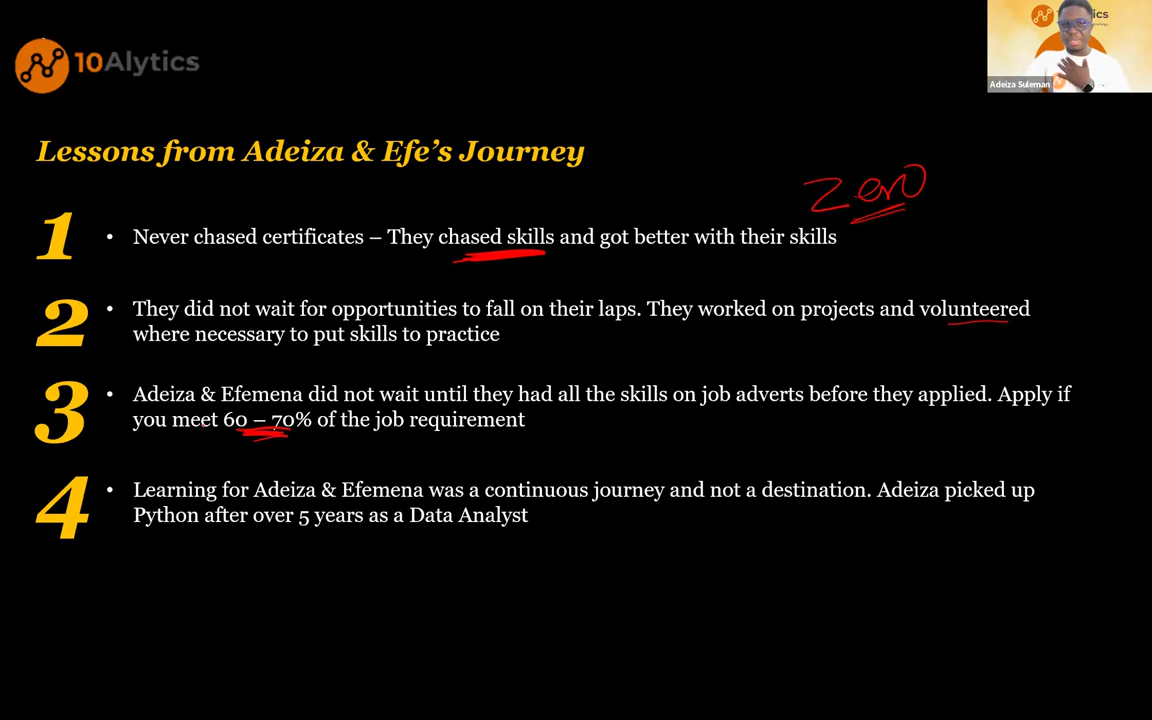 10Alytics
Adeiza Suleman
Lessons from Adeiza & Efe's Journey
zero
1
• Never chased certificates – They chased skills and got better with their skills
2
• They did not wait for opportunities to fall on their laps. They worked on projects and volunteered
where necessary to put skills to practice
3
• Adeiza & Efemena did not wait until they had all the skills on job adverts before they applied. Apply if
you meet 60 – 70% of the job requirement
4
• Learning for Adeiza & Efemena was a continuous journey and not a destination. Adeiza picked up
Python after over 5 years as a Data Analyst